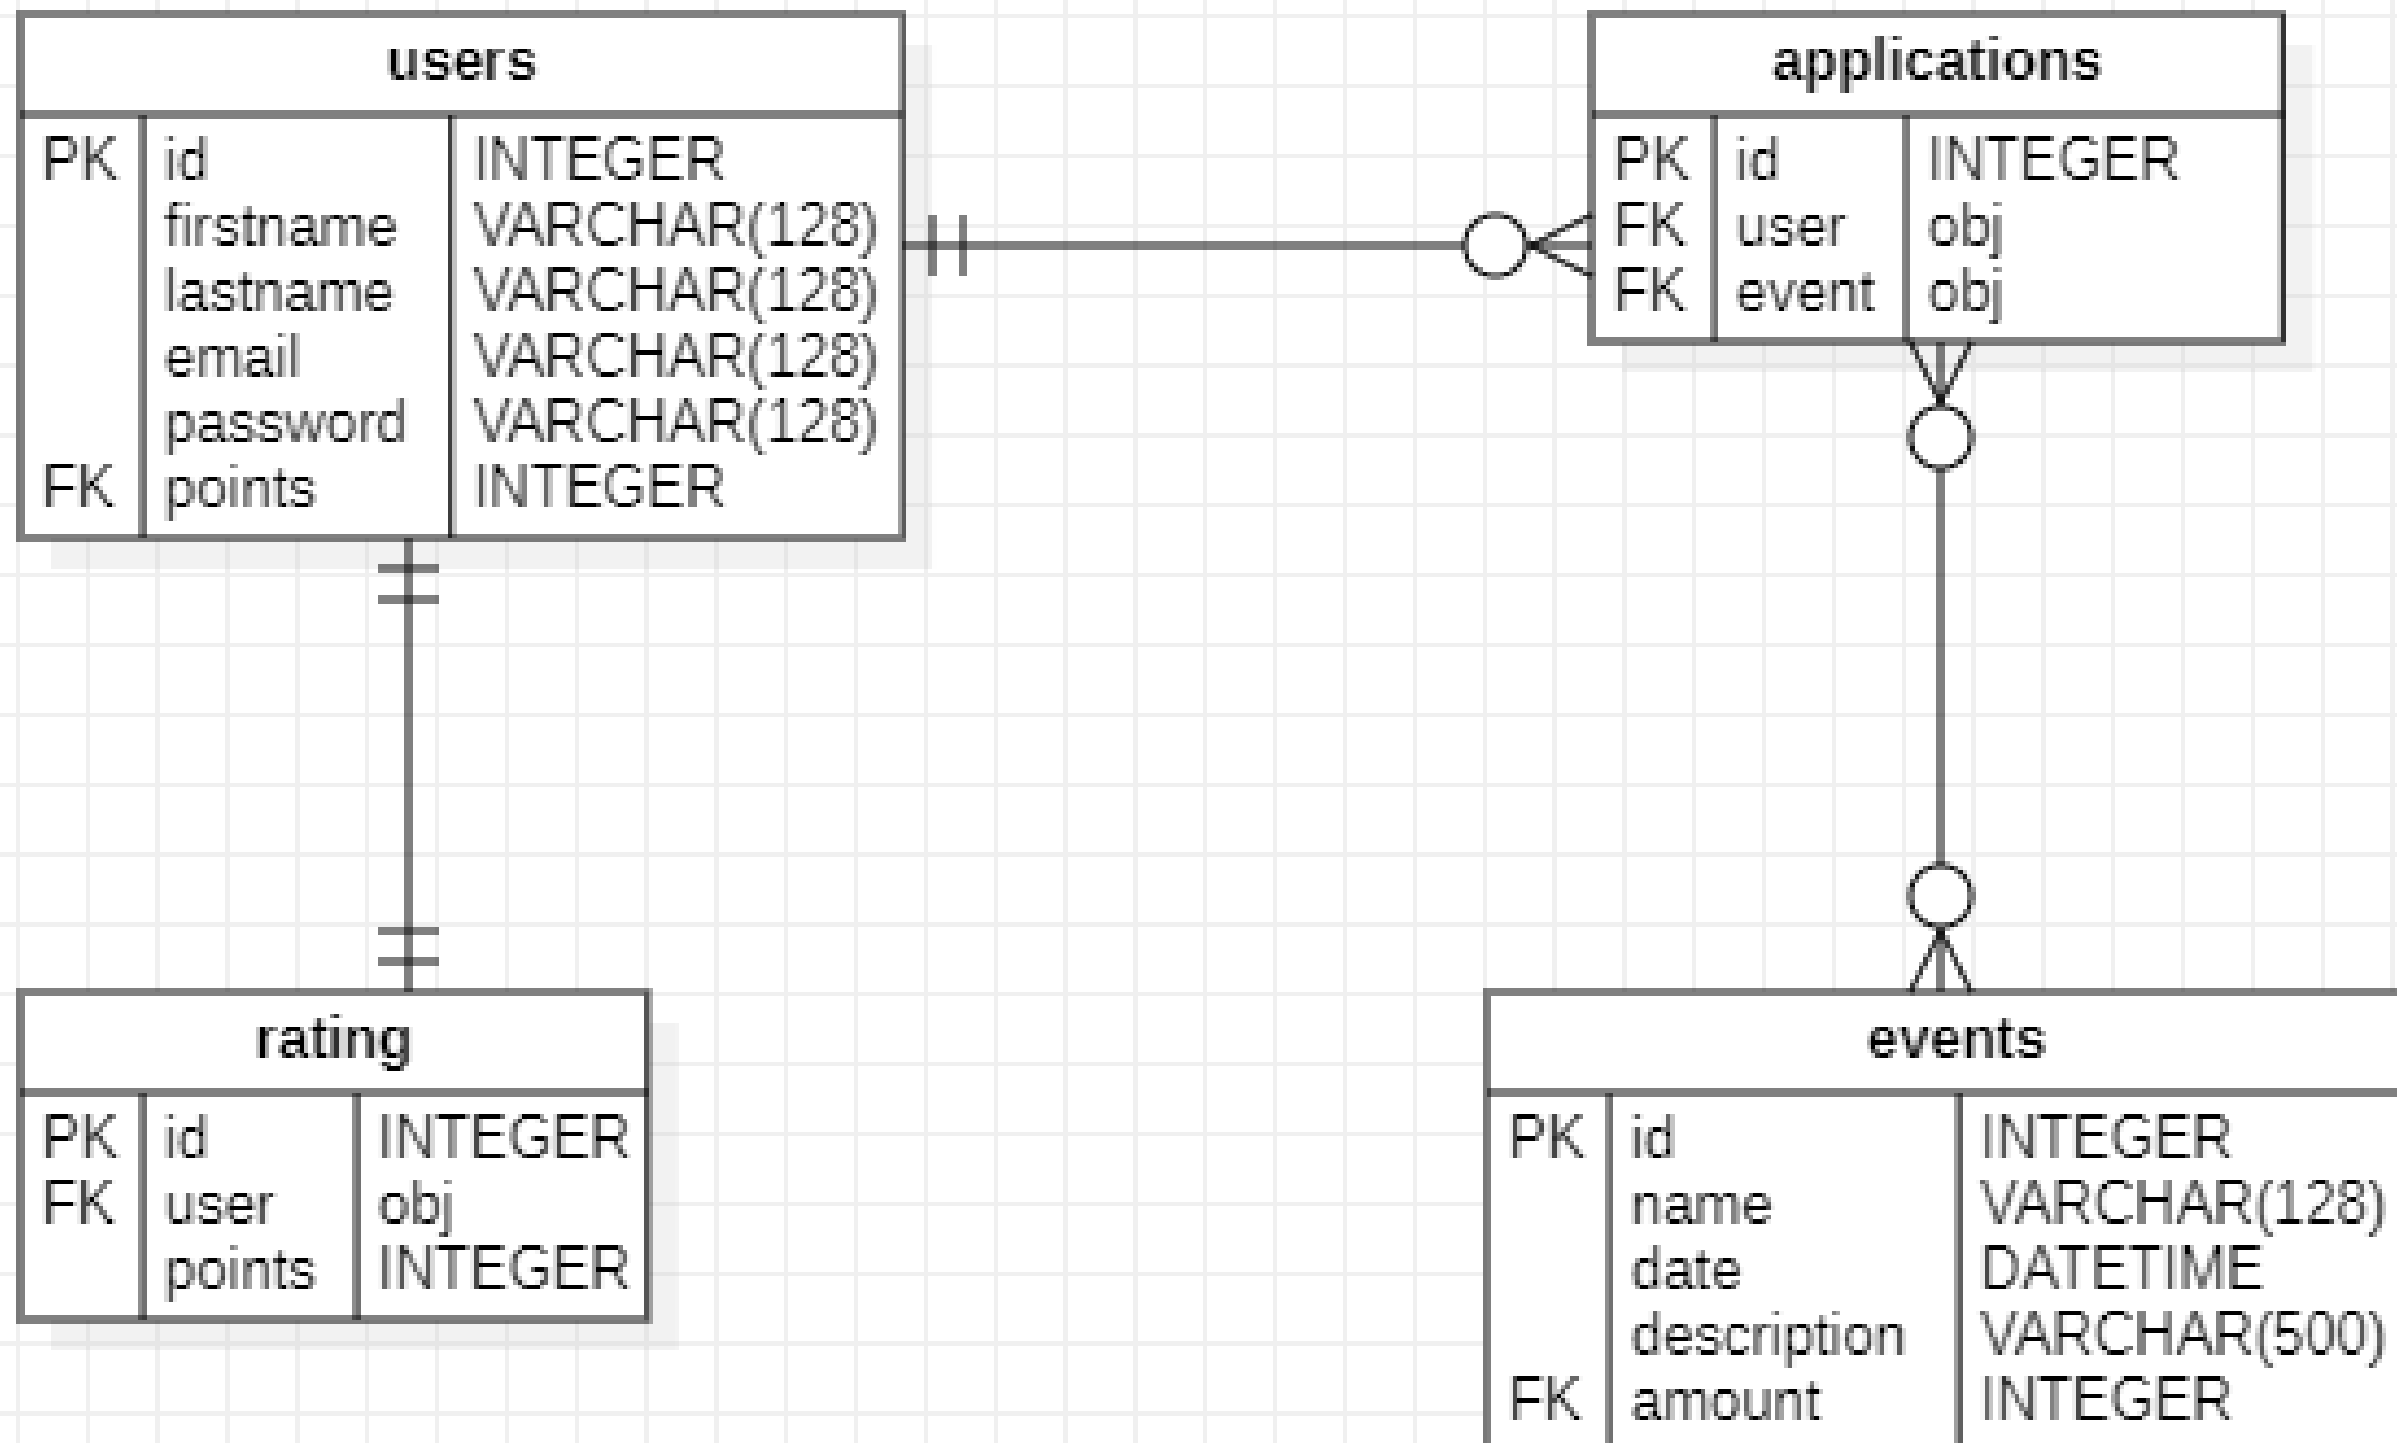 users
PK id INTEGER
firstname VARCHAR(128)
lastname VARCHAR(128)
email VARCHAR(128)
password VARCHAR(128)
FK points INTEGER
applications
PK id INTEGER
FK user obj
FK event obj
rating
PK id INTEGER
FK user obj
points INTEGER
events
PK id INTEGER
name VARCHAR(128)
date DATETIME
description VARCHAR(500)
FK amount INTEGER